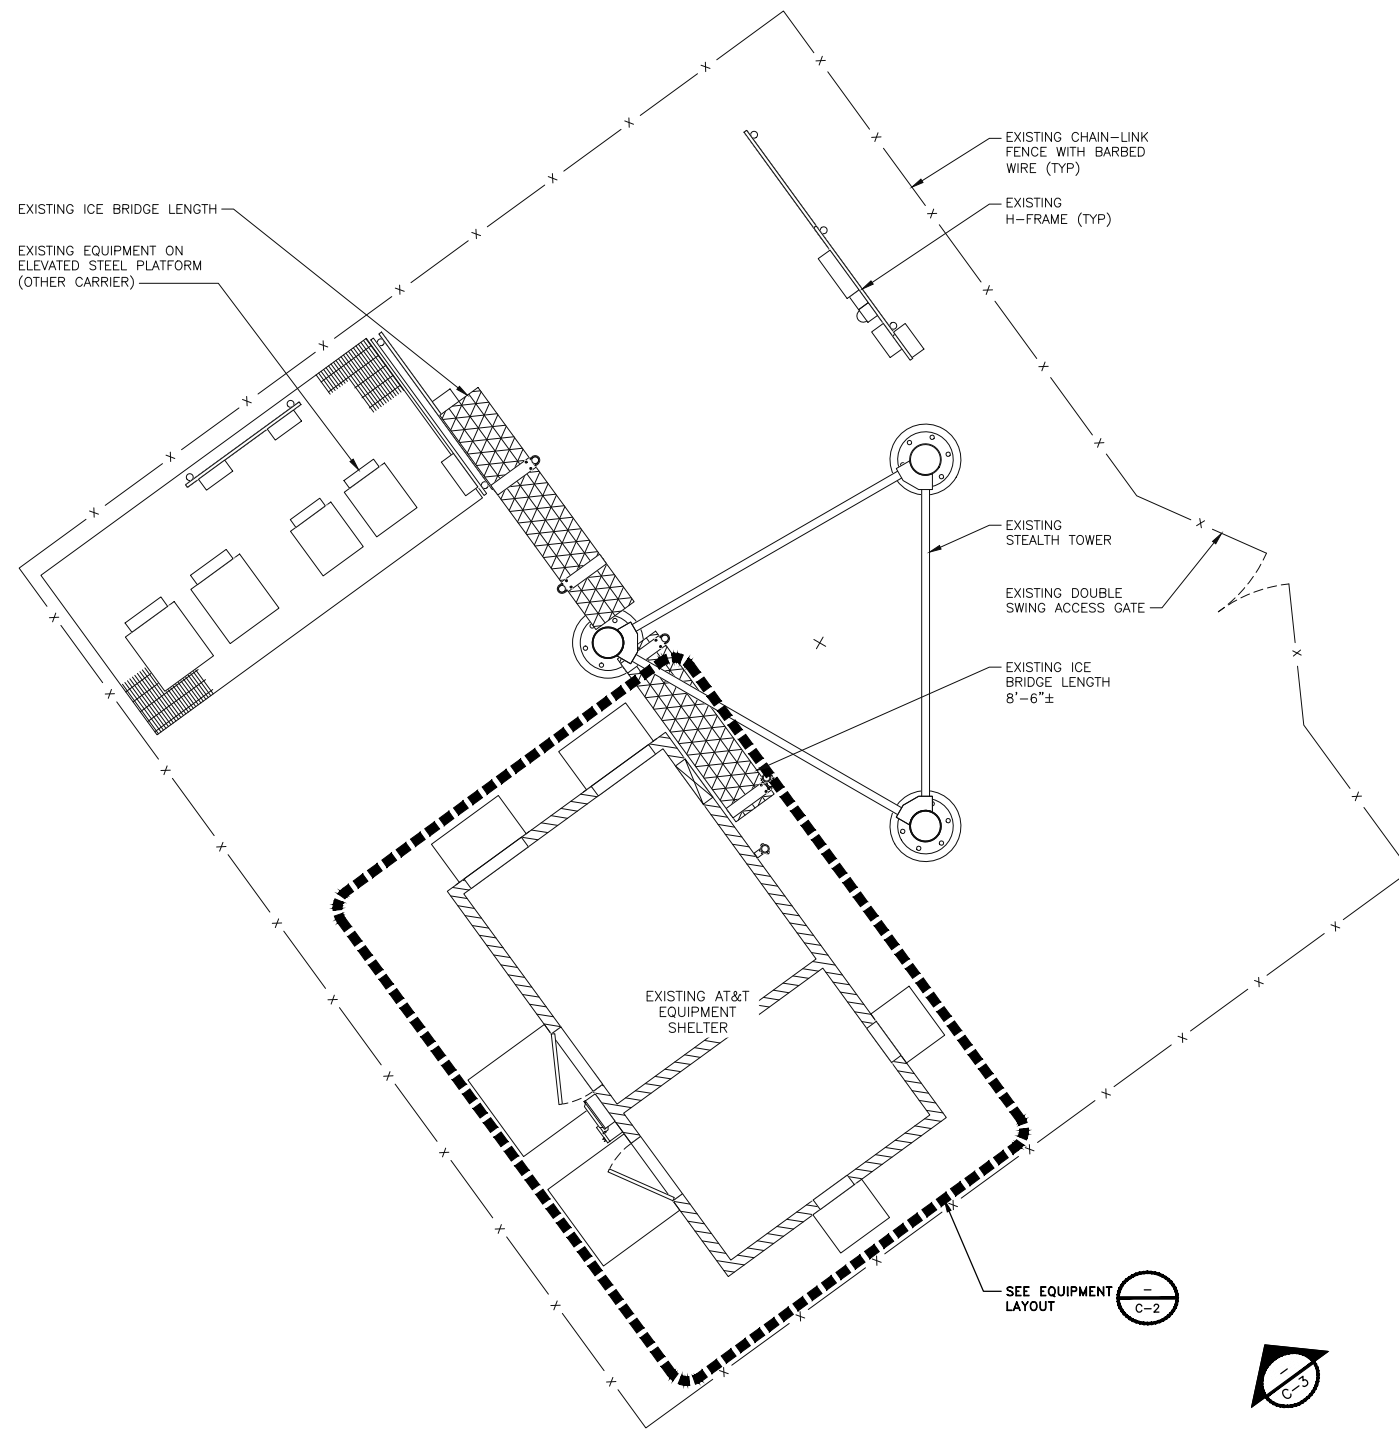 EXISTING CHAIN-LINK
FENCE WITH BARBED
WIRE (TYP)
EXISTING
H-FRAME (TYP)
EXISTING ICE BRIDGE LENGTH
EXISTING EQUIPMENT ON
ELEVATED STEEL PLATFORM
(OTHER CARRIER)
EXISTING
STEALTH TOWER
EXISTING DOUBLE
SWING ACCESS GATE
EXISTING ICE
BRIDGE LENGTH
8'-6"±
EXISTING AT&T
EQUIPMENT
SHELTER
SEE EQUIPMENT
LAYOUT
-
C-2
-
C-3